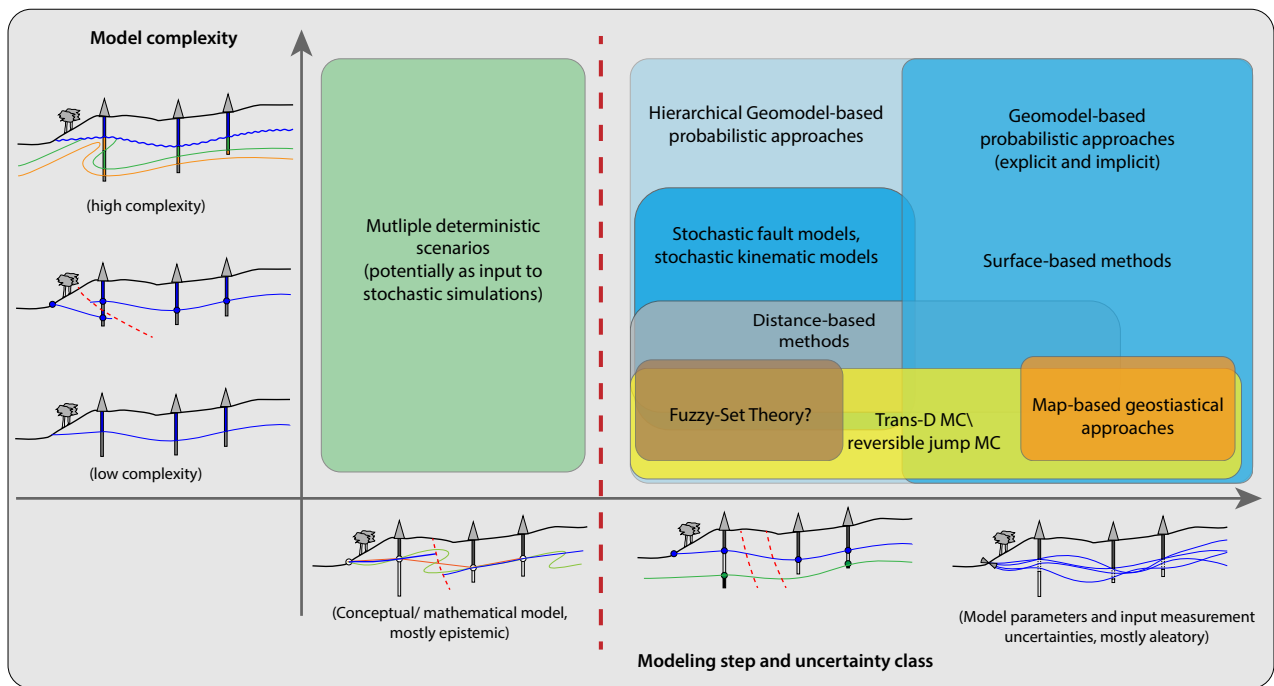 Model complexity
(high complexity)
(low complexity)
Mutliple deterministic
scenarios
(potentially as input to
stochastic simulations)
Hierarchical Geomodel-based
probabilistic approaches
Geomodel-based
probabilistic approaches
(explicit and implicit)
Stochastic fault models,
stochastic kinematic models
Surface-based methods
Distance-based
methods
Fuzzy-Set Theory?
Trans-D MC\
reversible jump MC
Map-based geostiastical
approaches
(Conceptual/ mathematical model,
mostly epistemic)
(Model parameters and input measurement
uncertainties, mostly aleatory)
Modeling step and uncertainty class